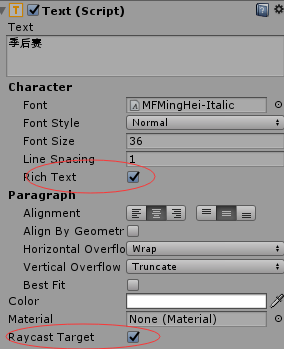 Text (Script)
Text
季后赛
Character
Font MFMingHei-Italic
Font Style Normal
Font Size 36
Line Spacing 1
Rich Text
Paragraph
Alignment
Align By Geometr
Horizontal Overflo Wrap
Vertical Overflow Truncate
Best Fit
Color
Material None (Material)
Raycast Target